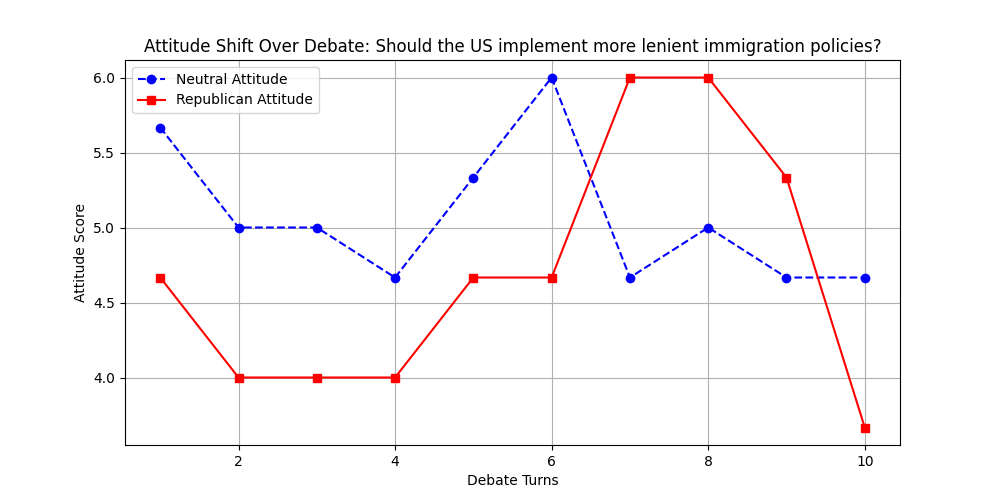 Attitude Shift Over Debate: Should the US implement more lenient immigration policies?
Neutral Attitude
Republican Attitude
6.0
5.5
5.0
4.5
4.0
Attitude Score
2 4 6 8 10
Debate Turns